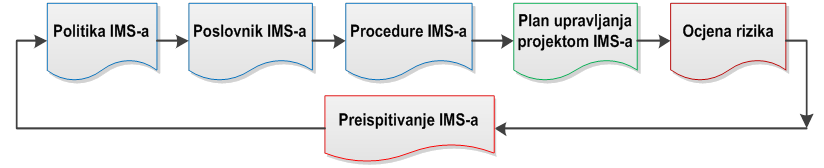 Politika IMS-a
Poslovnik IMS-a
Procedure IMS-a
Plan upravljanja
projektom IMS-a
Ocjena rizika
Preispitivanje IMS-a